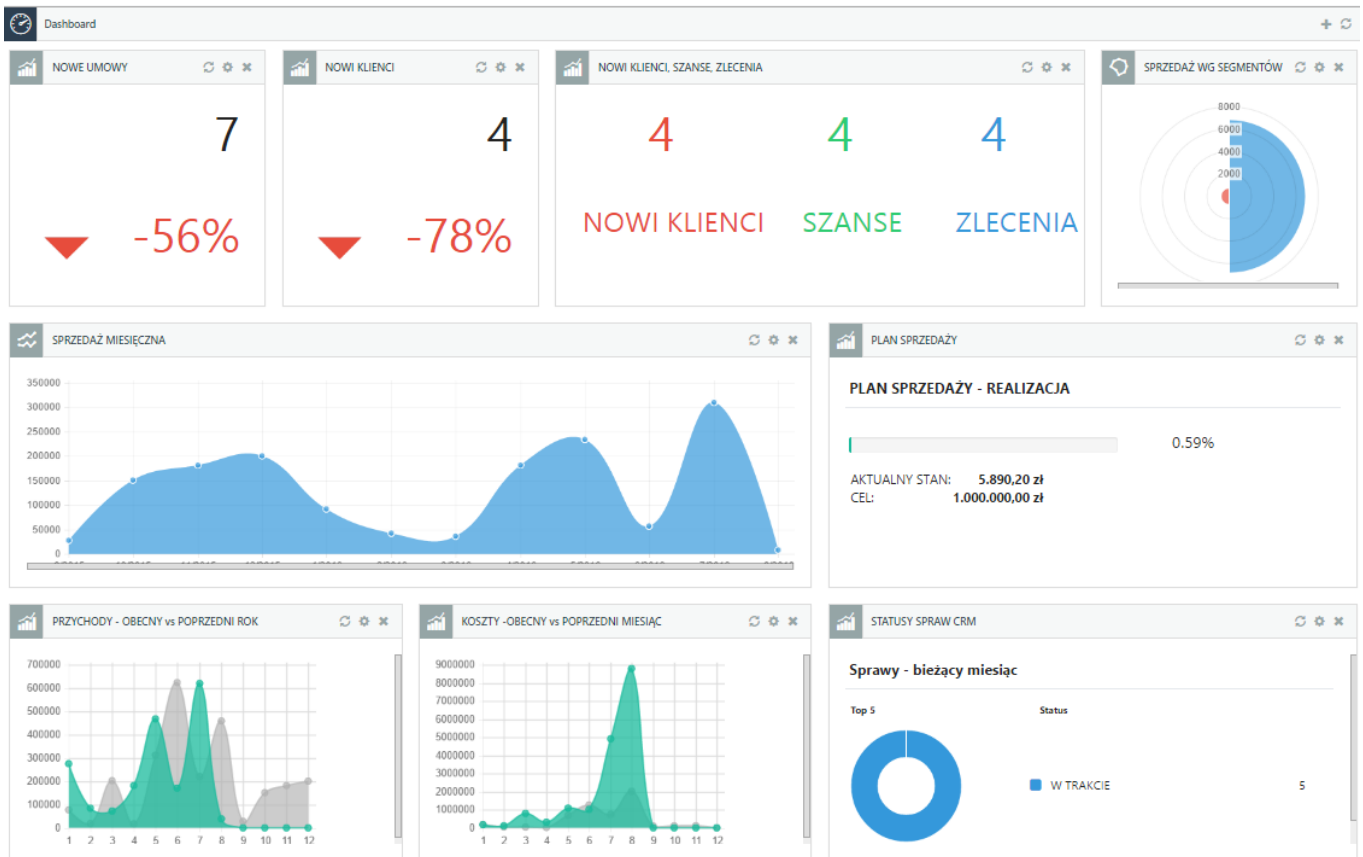 Dashboard
NOWE UMOWY
7
-56%
NOWI KLIENCI
4
-78%
NOWI KLIENCI, SZANSE, ZLECENIA
4 4 4
NOWI KLIENCI SZANSE ZLECENIA
SPRZEDAŻ WG SEGMENTÓW
8000
6000
4000
2000
SPRZEDAŻ MIESIĘCZNA
350000
300000
250000
200000
150000
100000
50000
0
PLAN SPRZEDAŻY
PLAN SPRZEDAŻY - REALIZACJA
0.59%
AKTUALNY STAN: 5.890,20 zł
CEL: 1.000.000,00 zł
PRZYCHODY - OBECNY vs POPRZEDNI ROK
700000
600000
500000
400000
300000
200000
100000
0
1 2 3 4 5 6 7 8 9 10 11 12
KOSZTY -OBECNY vs POPRZEDNI MIESIĄC
9000000
8000000
7000000
6000000
5000000
4000000
3000000
2000000
1000000
0
1 2 3 4 5 6 7 8 9 10 11 12
STATUSY SPRAW CRM
Sprawy - bieżący miesiąc
Top 5 Status
W TRAKCIE 5